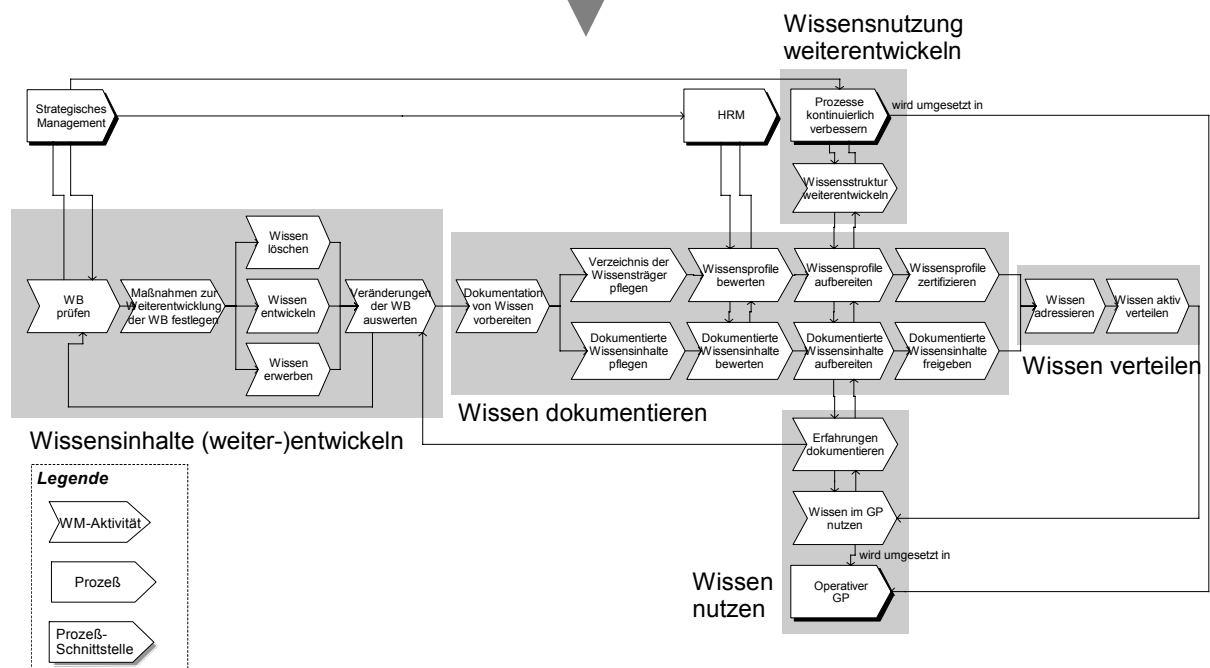 Wissensnutzung
weiterentwickeln
Strategisches
Management
HRM
Prozesse
kontinuierlich
verbessern
wird umgesetzt in
Wissensstruktur
weiterentwickeln
WB
prüfen
Maßnahmen zur
Weiterentwicklung
der WB festlegen
Wissen
löschen
Wissen
entwickeln
Wissen
erwerben
Veränderungen
der WB
auswerten
Dokumentation
von Wissen
vorbereiten
Verzeichnis der
Wissensträger
pflegen
Wissensprofile
bewerten
Wissensprofile
aufbereiten
Wissensprofile
zertifizieren
Dokumentierte
Wissensinhalte
pflegen
Dokumentierte
Wissensinhalte
bewerten
Dokumentierte
Wissensinhalte
aufbereiten
Dokumentierte
Wissensinhalte
freigeben
Wissen
adressieren
Wissen aktiv
verteilen
Wissen verteilen
Wissen dokumentieren
Wissensinhalte (weiter-)entwickeln
Erfahrungen
dokumentieren
Wissen im GP
nutzen
wird umgesetzt in
Operativer
GP
Wissen
nutzen
Legende
WM-Aktivität
Prozeß
Prozeß-
Schnittstelle